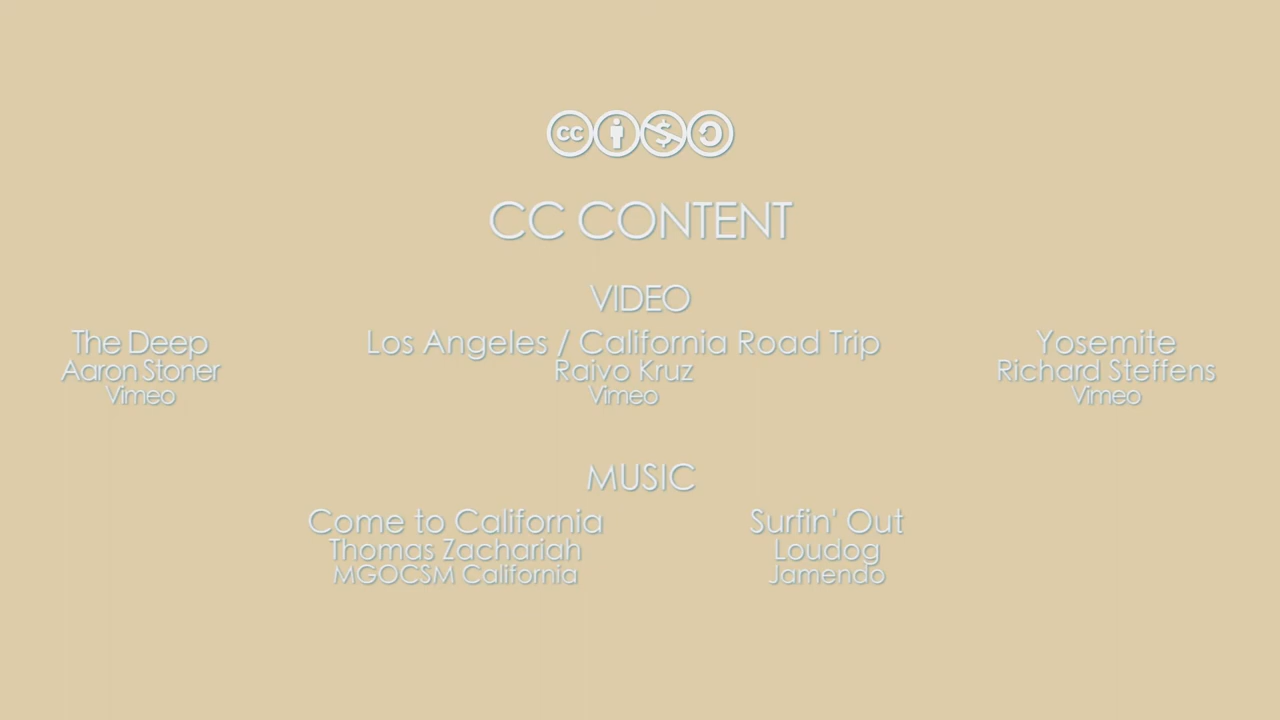 CC
CC CONTENT
VIDEO
The Deep
Aaron Stoner
Vimeo
Los Angeles / California Road Trip
Raivo Kruz
Vimeo
Yosemite
Richard Steffens
Vimeo
MUSIC
Come to California
Thomas Zachariah
MGOCSM California
Surfin' Out
Loudog
Jamendo